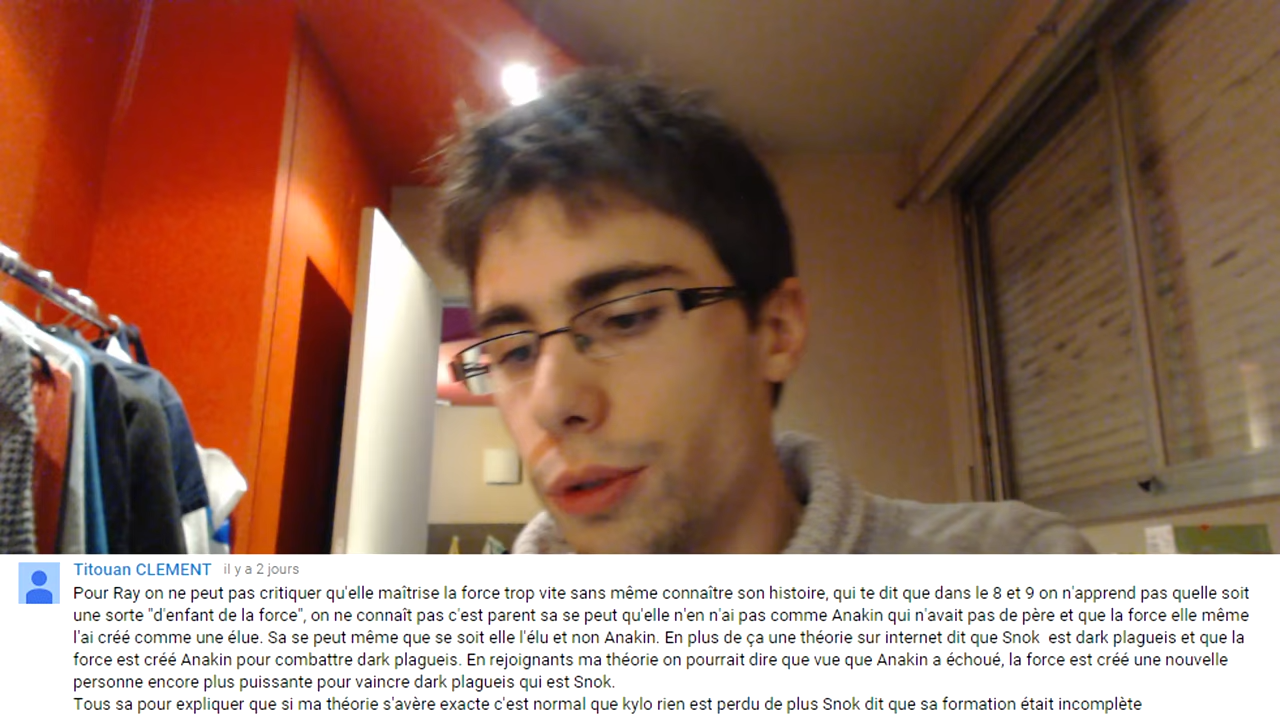 Titouan CLEMENT il y a 2 jours
Pour Ray on ne peut pas critiquer qu'elle maîtrise la force trop vite sans même connaître son histoire, qui te dit que dans le 8 et 9 on n'apprend pas quelle soit
une sorte "d'enfant de la force", on ne connaît pas c'est parent sa se peut qu'elle n'en n'ai pas comme Anakin qui n'avait pas de père et que la force elle même
l'ai créé comme une élue. Sa se peut même que se soit elle l'élu et non Anakin. En plus de ça une théorie sur internet dit que Snok est dark plagueis et que la
force est créé Anakin pour combattre dark plagueis. En rejoignants ma théorie on pourrait dire que vue que Anakin a échoué, la force est créé une nouvelle
personne encore plus puissante pour vaincre dark plagueis qui est Snok.
Tous sa pour expliquer que si ma théorie s'avère exacte c'est normal que kylo rien est perdu de plus Snok dit que sa formation était incomplète